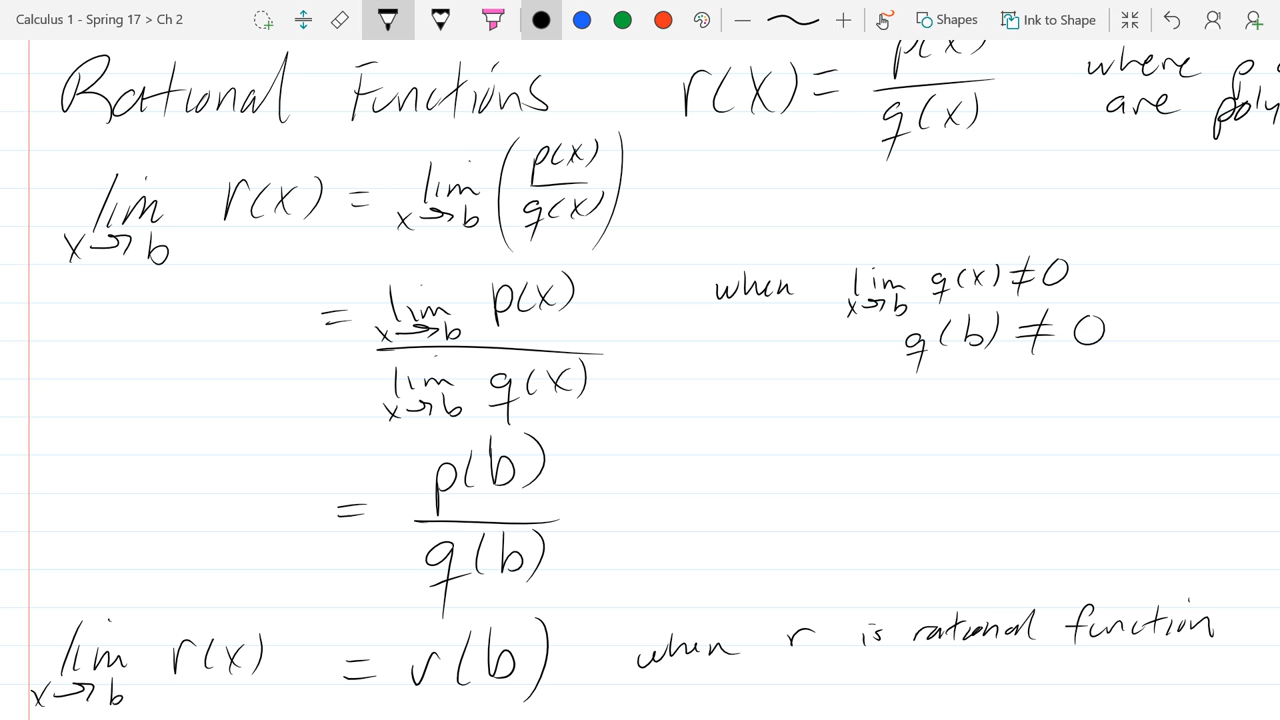 Calculus 1 - Spring 17 > Ch 2
Shapes
Ink to Shape
Rational Functions r(x) = p(x)/q(x) where p
are poly
lim x→b r(x) = lim x→b (p(x)/q(x))
= lim x→b p(x) / lim x→b q(x) when lim x→b q(x) ≠ 0
q(b) ≠ 0
= p(b)/q(b)
lim x→b r(x) = r(b) when r is rational function